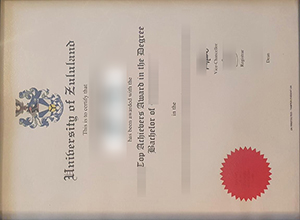 University of Zululand
This is to certify that
has been awarded with the
Top Achievers Award in the Degree
Bachelor of
in the
Vice-Chancellor
Registrar
Date